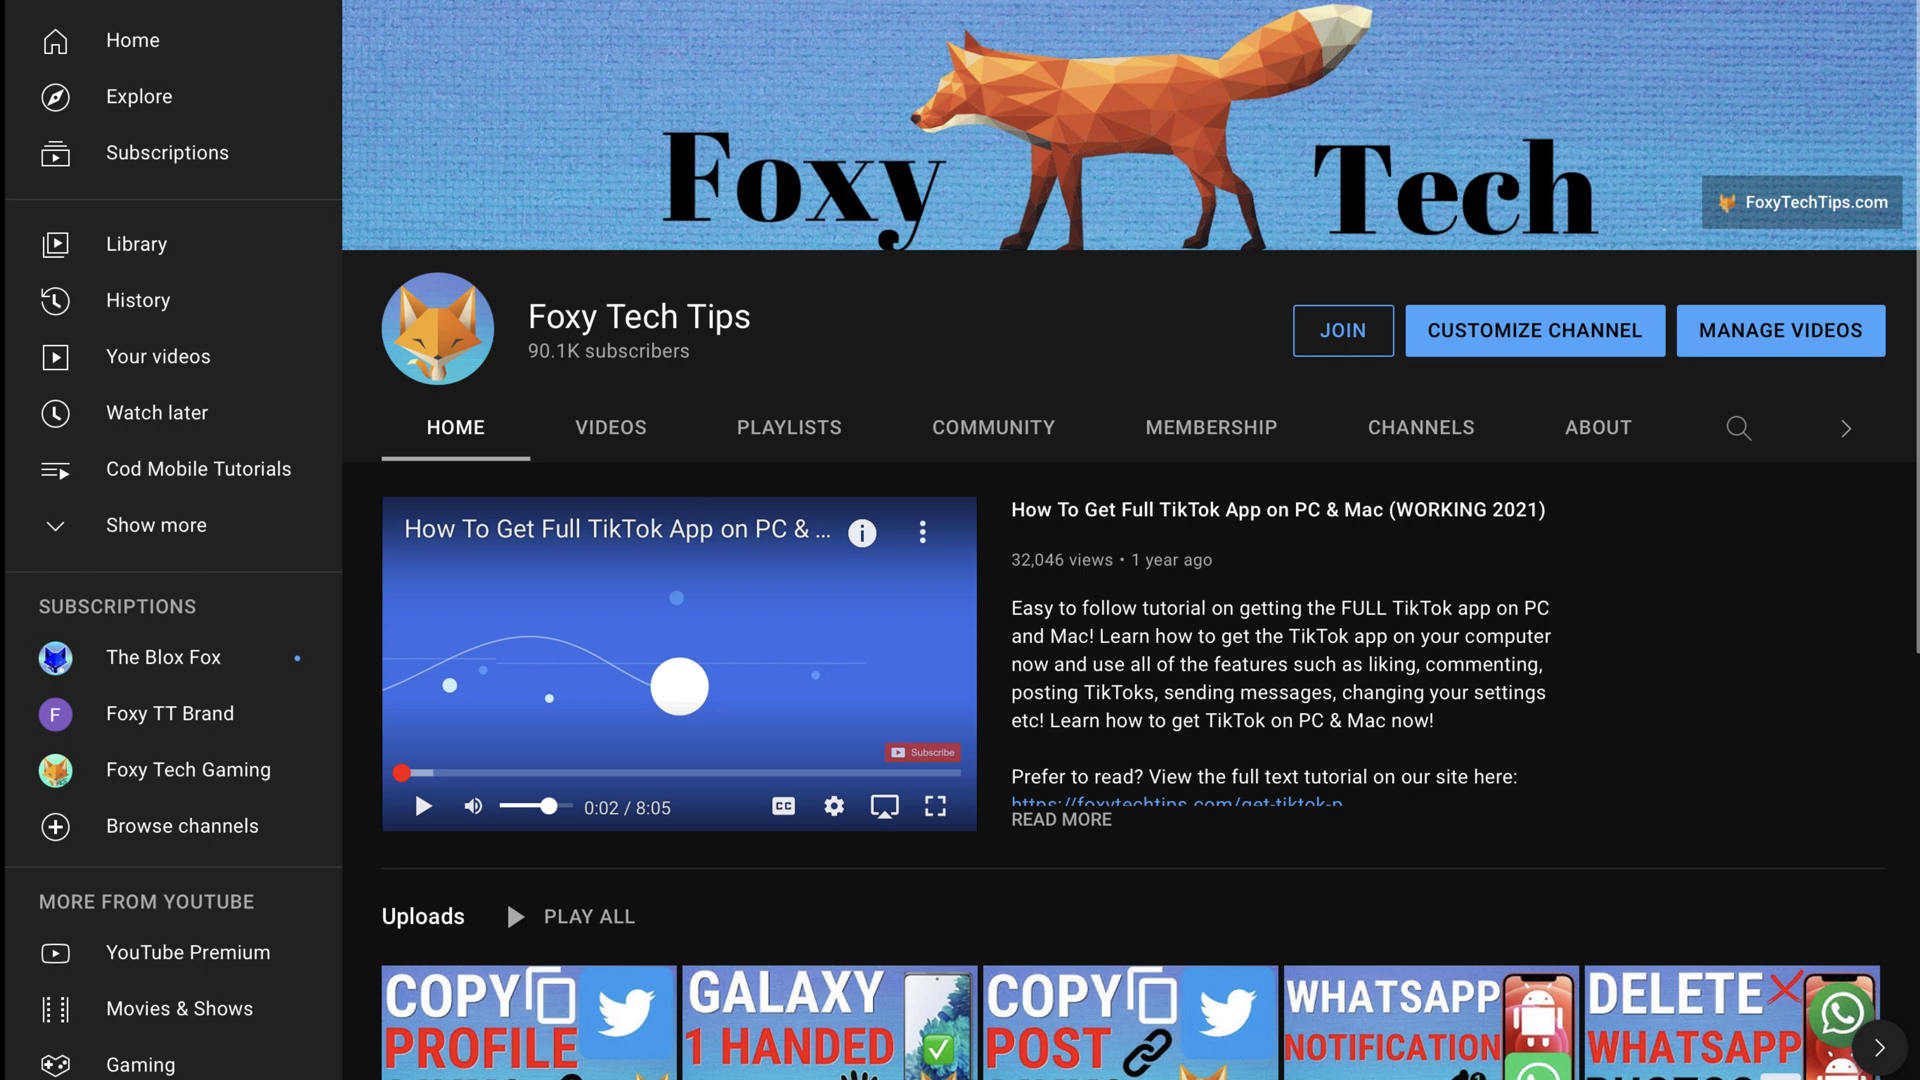 Home
Explore
Subscriptions
Library
History
Your videos
Watch later
Cod Mobile Tutorials
Show more
SUBSCRIPTIONS
The Blox Fox
F
Foxy TT Brand
Foxy Tech Gaming
Browse channels
MORE FROM YOUTUBE
YouTube Premium
Movies & Shows
Gaming
Foxy Tech
FoxyTechTips.com
Foxy Tech Tips
90.1K subscribers
JOIN
CUSTOMIZE CHANNEL
MANAGE VIDEOS
HOME
VIDEOS
PLAYLISTS
COMMUNITY
MEMBERSHIP
CHANNELS
ABOUT
How To Get Full TikTok App on PC & ...
i
Subscribe
0:02 / 8:05
CC
How To Get Full TikTok App on PC & Mac (WORKING 2021)
32,046 views • 1 year ago
Easy to follow tutorial on getting the FULL TikTok app on PC
and Mac! Learn how to get the TikTok app on your computer
now and use all of the features such as liking, commenting,
posting TikToks, sending messages, changing your settings
etc! Learn how to get TikTok on PC & Mac now!
Prefer to read? View the full text tutorial on our site here:
https://foxytechtips.com/get-tiktok-p
READ MORE
Uploads
PLAY ALL
COPY
PROFILE
GALAXY
1 HANDED
COPY
POST
WHATSAPP
NOTIFICATION
DELETE
WHATSAPP
PHOTOS